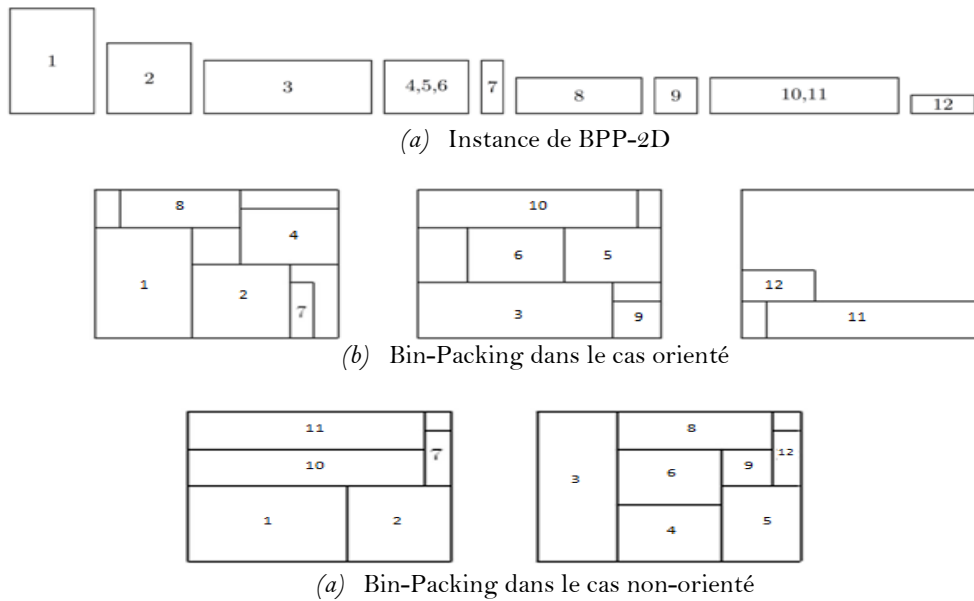 1 2 3 4,5,6 7 8 9 10,11 12
(a) Instance de BPP-2D
8 4 1 2 7 10 6 5 3 9 12 11
(b) Bin-Packing dans le cas orienté
11 7 10 1 2 8 12 3 6 9 4 5
(a) Bin-Packing dans le cas non-orienté